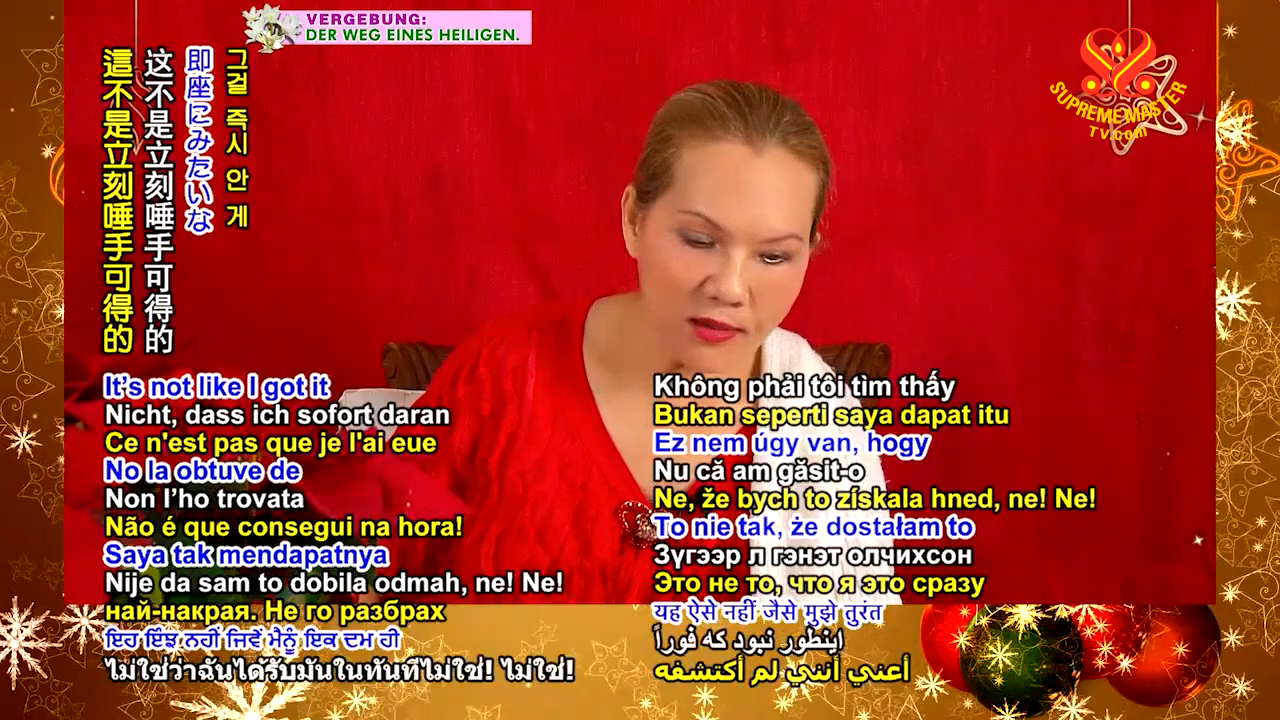 VERGEBUNG:
DER WEG EINES HEILIGEN.
SUPREME MASTER
TV.com
그걸 즉시 안 게
即座にみたいな
这不是立刻唾手可得的
這不是立刻唾手可得的
It's not like I got it
Nicht, dass ich sofort daran
Ce n'est pas que je l'ai eue
No la obtuve de
Non l’ho trovata
Não é que consegui na hora!
Saya tak mendapatnya
Nije da sam to dobila odmah, ne! Ne!
най-накрая. Не го разбрах
ਇਹ ਇੰਝ ਨਹੀਂ ਜਿਵੇਂ ਮੈਨੂੰ ਇਕ ਦਮ ਹੀ
ไม่ใช่ว่าฉันได้รับมันในทันทีไม่ใช่! ไม่ใช่!
Không phải tôi tìm thấy
Bukan seperti saya dapat itu
Ez nem úgy van, hogy
Nu că am găsit-o
Ne, že bych to získala hned, ne! Ne!
To nie tak, że dostałam to
Зүгээр л гэнэт олчихсон
Это не то, что я это сразу
यह ऐसे नहीं जैसे मुझे तुरंत
اینطور نبود که فوراً
أعني أنني لم أكتشفه